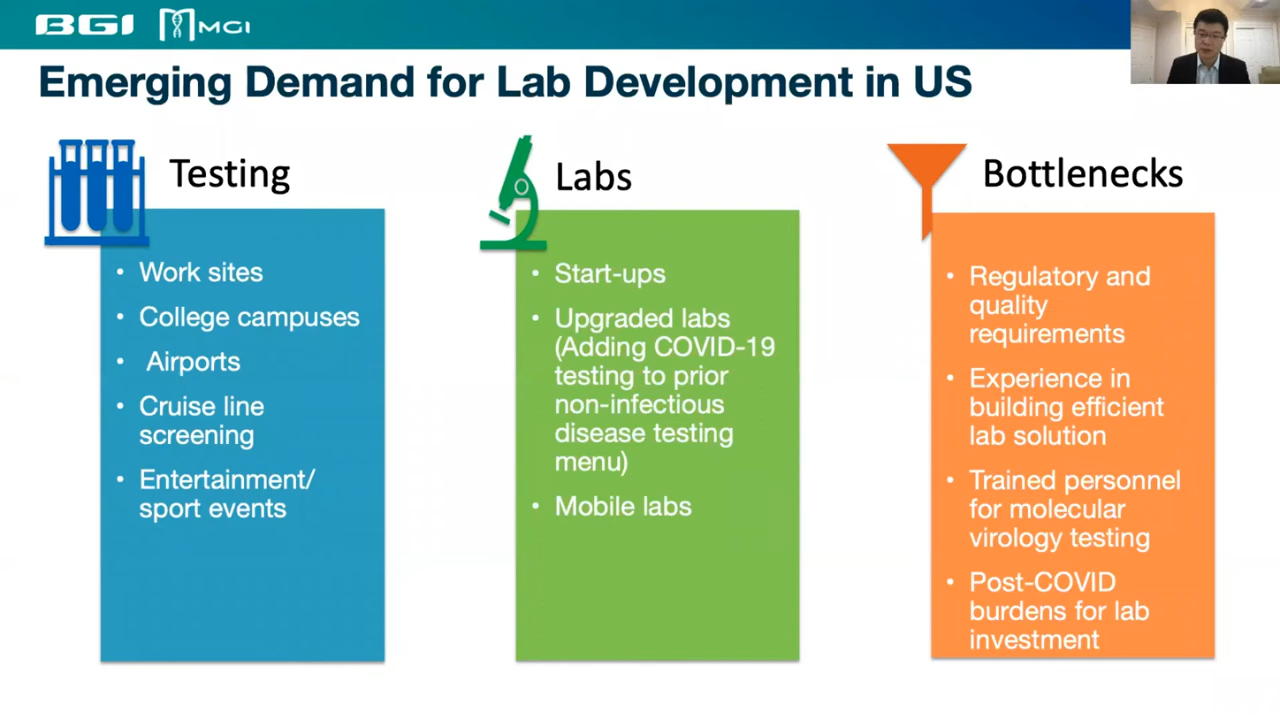 BGI MGI
Emerging Demand for Lab Development in US
Testing
• Work sites
• College campuses
• Airports
• Cruise line
screening
• Entertainment/
sport events
Labs
• Start-ups
• Upgraded labs
(Adding COVID-19
testing to prior
non-infectious
disease testing
menu)
• Mobile labs
Bottlenecks
• Regulatory and
quality
requirements
• Experience in
building efficient
lab solution
• Trained personnel
for molecular
virology testing
• Post-COVID
burdens for lab
investment